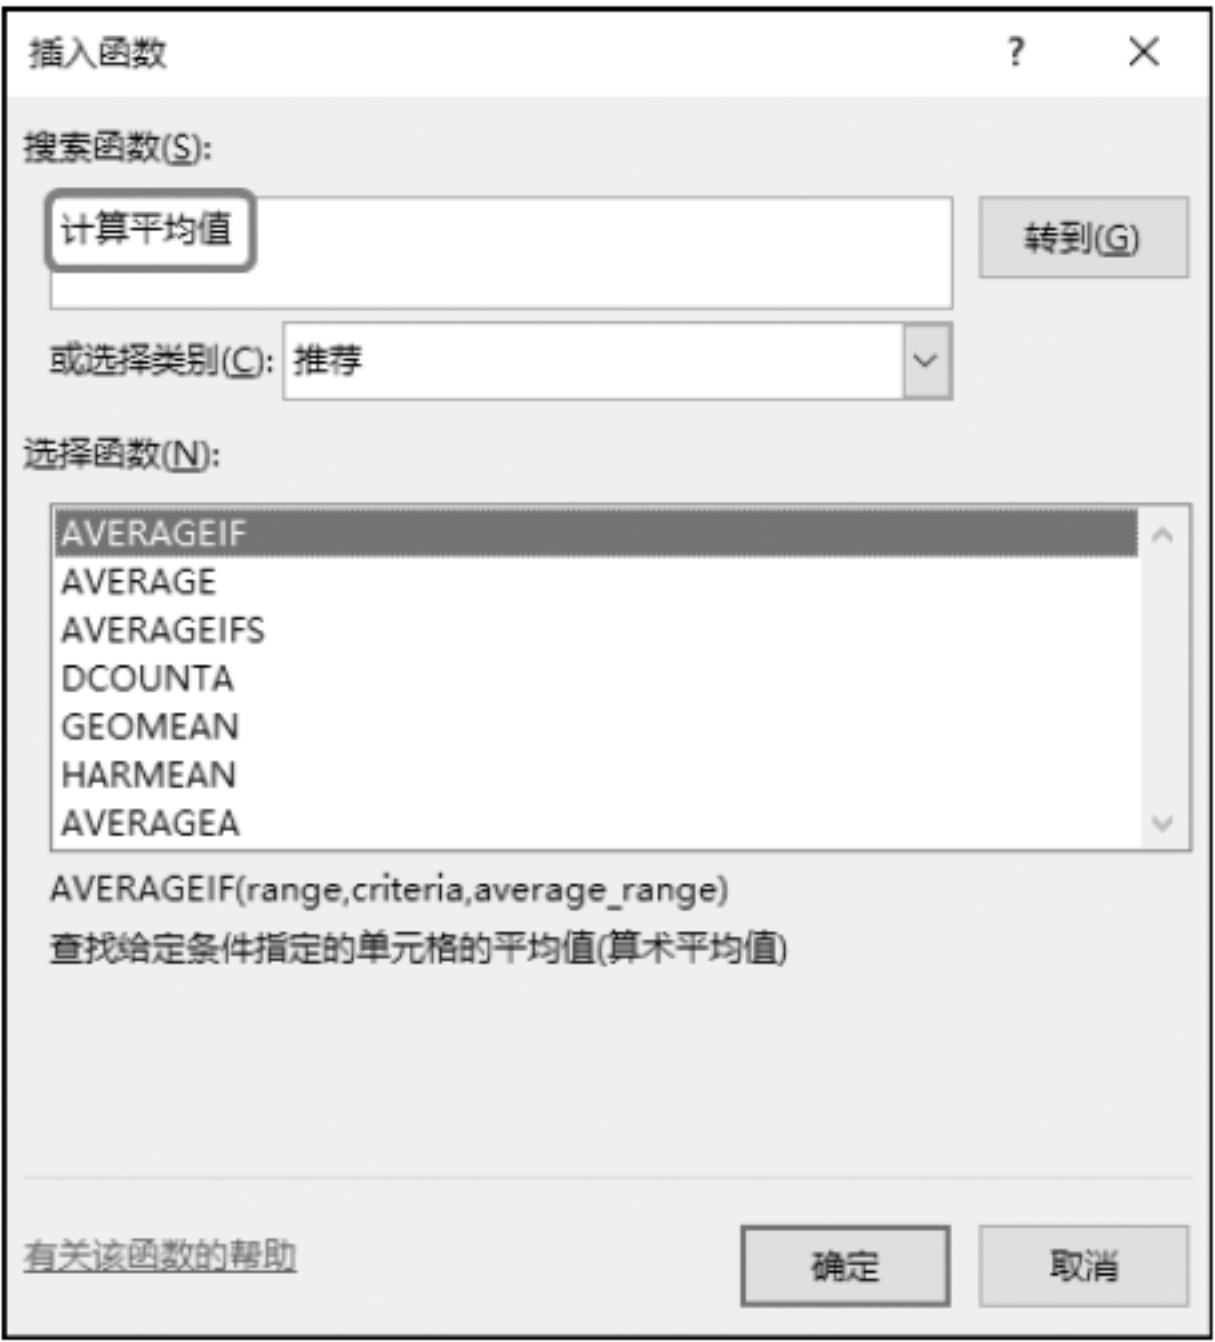 插入函数 ?
搜索函数(S):
计算平均值
转到(G)
或选择类别(C): 推荐
选择函数(N):
AVERAGEIF
AVERAGE
AVERAGEIFS
DCOUNTA
GEOMEAN
HARMEAN
AVERAGEA
AVERAGEIF(range,criteria,average_range)
查找给定条件指定的单元格的平均值(算术平均值)
有关该函数的帮助
确定
取消